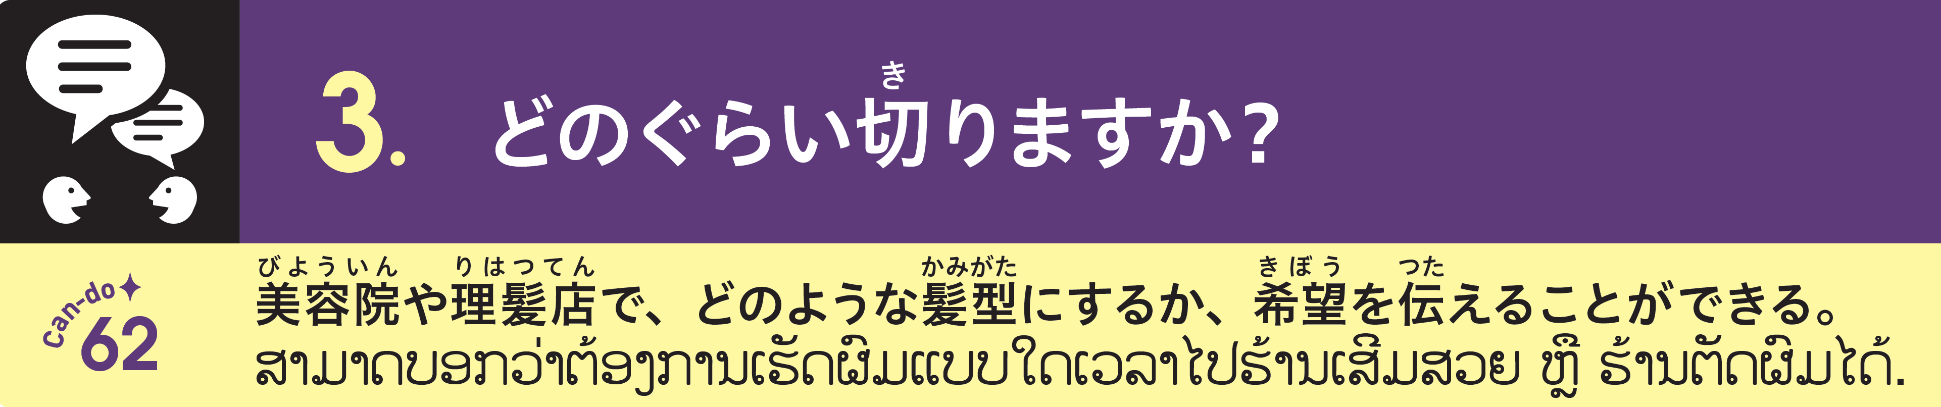 き
3. どのぐらい切りますか？
Can-do
62
びよういん りはつてん かみがた きぼう つた
美容院や理髪店で、どのような髪型にするか、希望を伝えることができる。
ສາມາດບອກວ່າຕ້ອງການເຮັດຜົມແບບໃດເວລາໄປຮ້ານເສີມສວຍ ຫຼື ຮ້ານຕັດຜົມໄດ້.